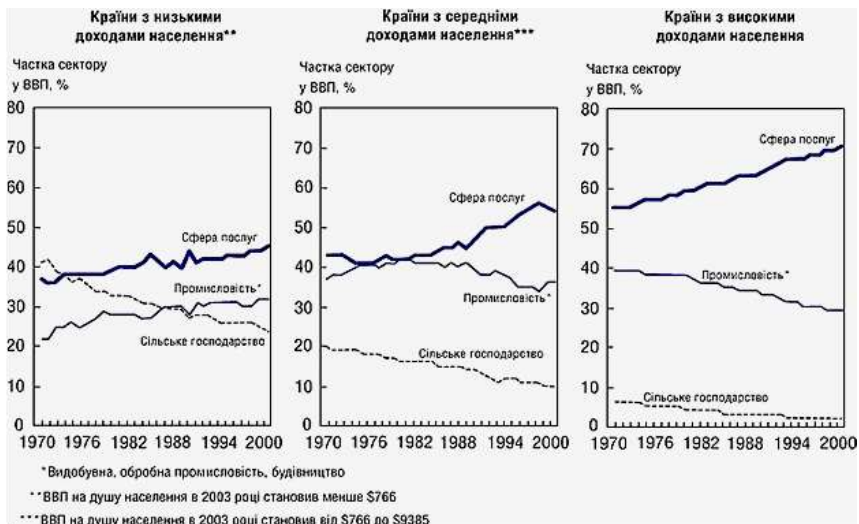 Країни з низькими
доходами населення**
Частка сектору
у ВВП, %
80
70
60
50
40
30
20
10
0
Сфера послуг
Промисловість*
Сільське господарство
1970 1976 1982 1988 1994 2000
Країни з середніми
доходами населення***
Частка сектору
у ВВП, %
80
70
60
50
40
30
20
10
0
Сфера послуг
Промисловість*
Сільське господарство
1970 1976 1982 1988 1994 2000
Країни з високими
доходами населення
Частка сектору
у ВВП, %
80
70
60
50
40
30
20
10
0
Сфера послуг
Промисловість*
Сільське господарство
1970 1976 1982 1988 1994 2000
*Видобувна, обробна промисловість, будівництво
**ВВП на душу населення в 2003 році становив менше $766
***ВВП на душу населення в 2003 році становив від $766 до $9385